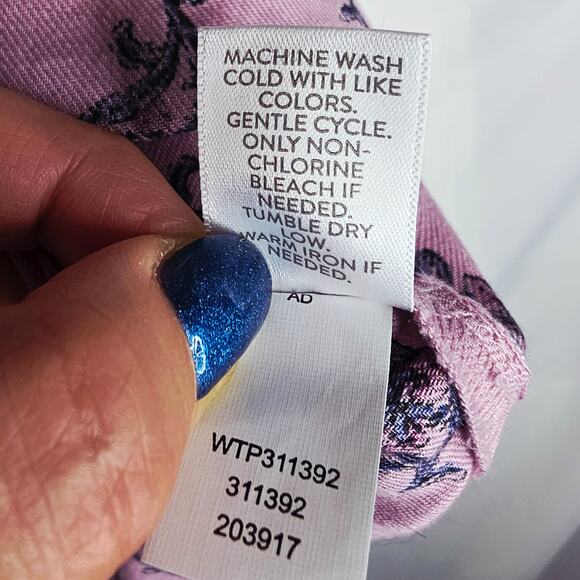 MACHINE WASH
COLD WITH LIKE
COLORS.
GENTLE CYCLE.
ONLY NON-
CHLORINE
BLEACH IF
NEEDED.
TUMBLE DRY
LOW.
WARM IRON IF
NEEDED.
AD
WTP311392
311392
203917